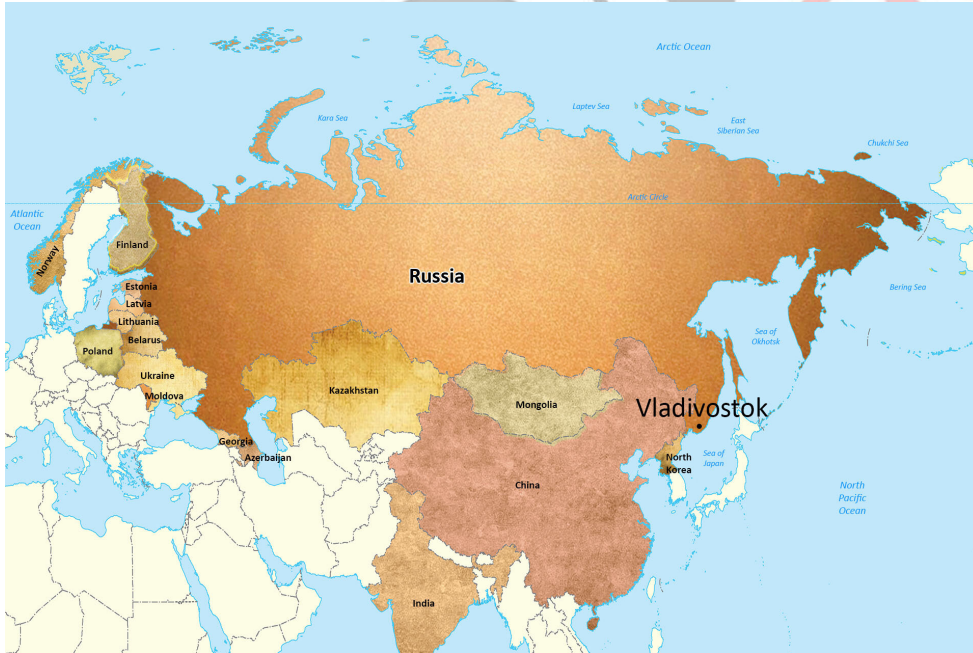 Arctic Ocean
Laptev Sea
Kara Sea
East
Siberian Sea
Chukchi Sea
Arctic Circle
Atlantic
Ocean
Norway
Finland
Russia
Bering Sea
Estonia
Latvia
Lithuania
Belarus
Poland
Sea of
Okhotsk
Ukraine
Moldova
Kazakhstan
Mongolia
Vladivostok
Georgia
Azerbaijan
North
Korea
Sea of
Japan
China
North
Pacific
Ocean
India